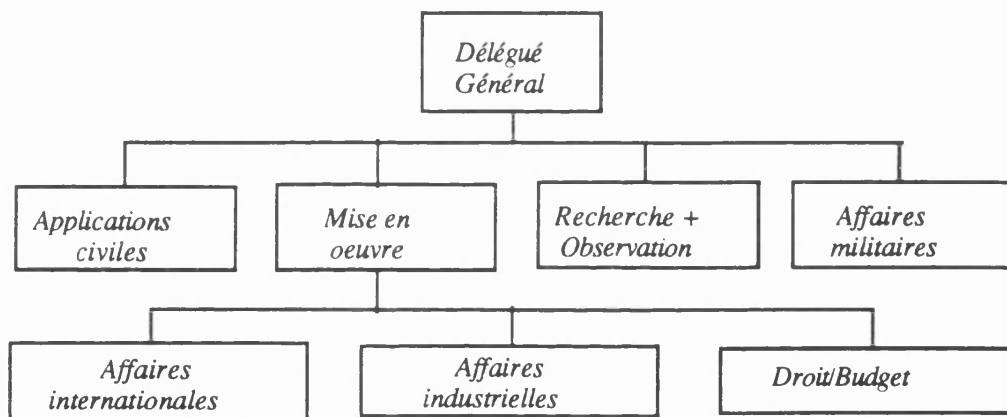 Délégué
Général
Applications
civiles
Mise en
oeuvre
Recherche +
Observation
Affaires
militaires
Affaires
internationales
Affaires
industrielles
Droit/Budget